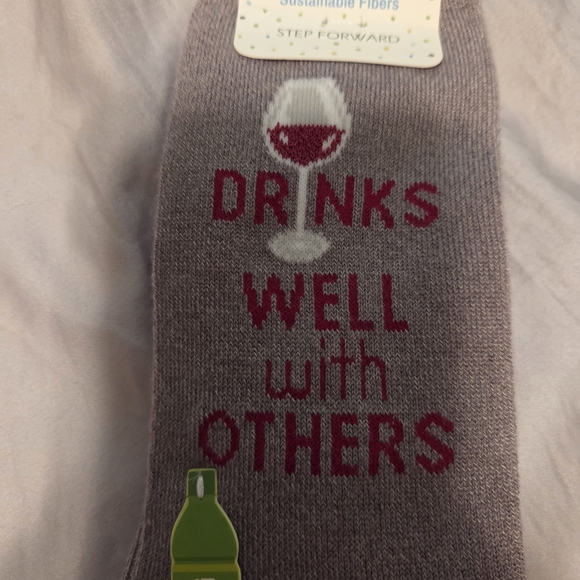 Sustainable Fibers
STEP FORWARD
DRINKS
WELL
with
OTHERS